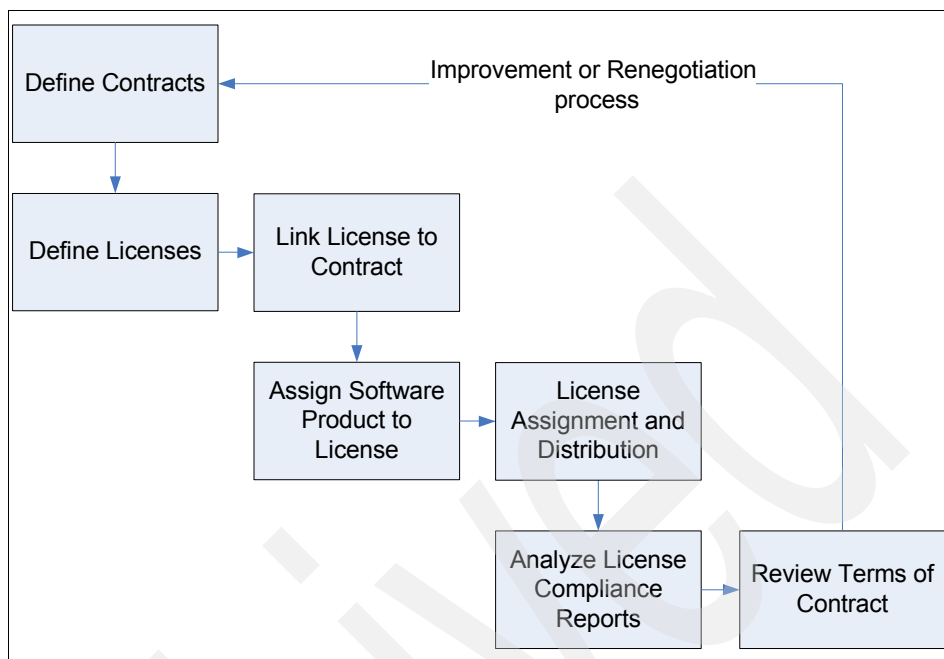 Define Contracts
Improvement or Renegotiation
process
Define Licenses
Link License to
Contract
Assign Software
Product to
License
License
Assignment and
Distribution
Analyze License
Compliance
Reports
Review Terms of
Contract